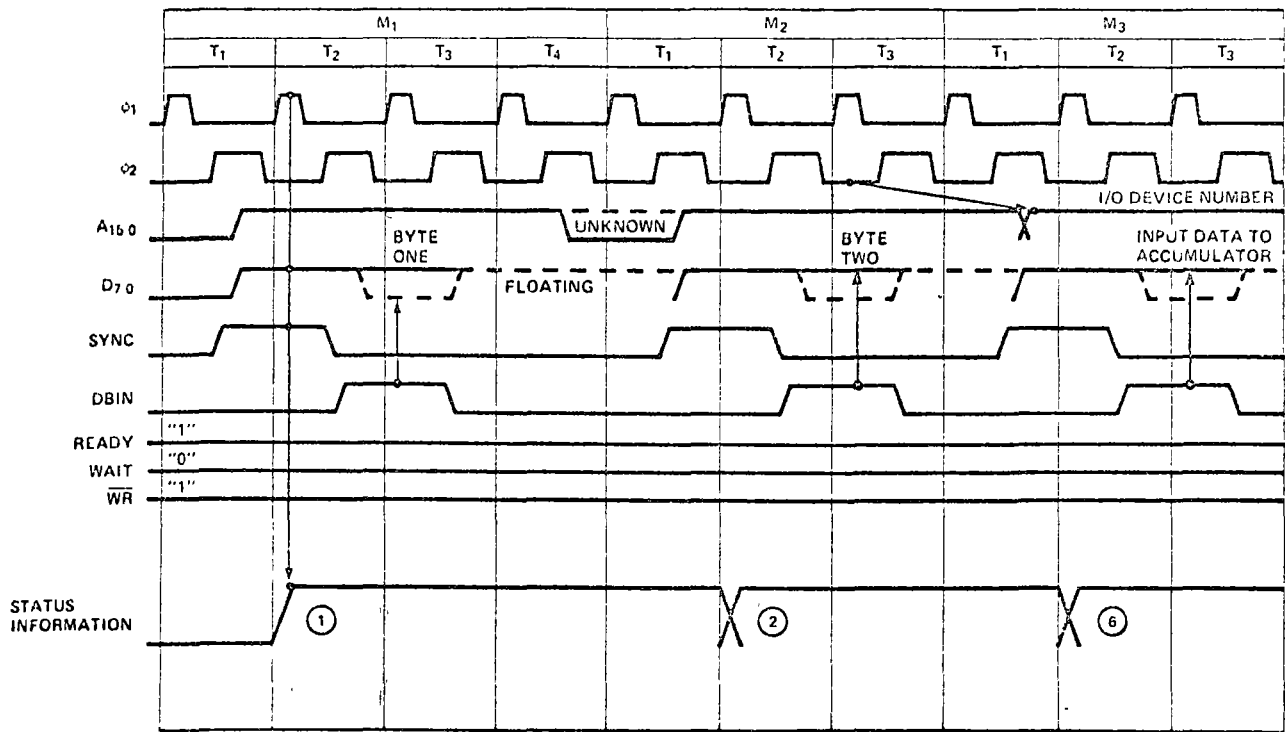 M1 M2 M3
T1 T2 T3 T4 T1 T2 T3 T1 T2 T3
φ1
φ2
I/O DEVICE NUMBER
A15-0
UNKNOWN
BYTE
ONE
BYTE
TWO
INPUT DATA TO
ACCUMULATOR
D7-0
FLOATING
SYNC
DBIN
"1"
READY
"0"
WAIT
"1"
WR
STATUS
INFORMATION
1 2 6